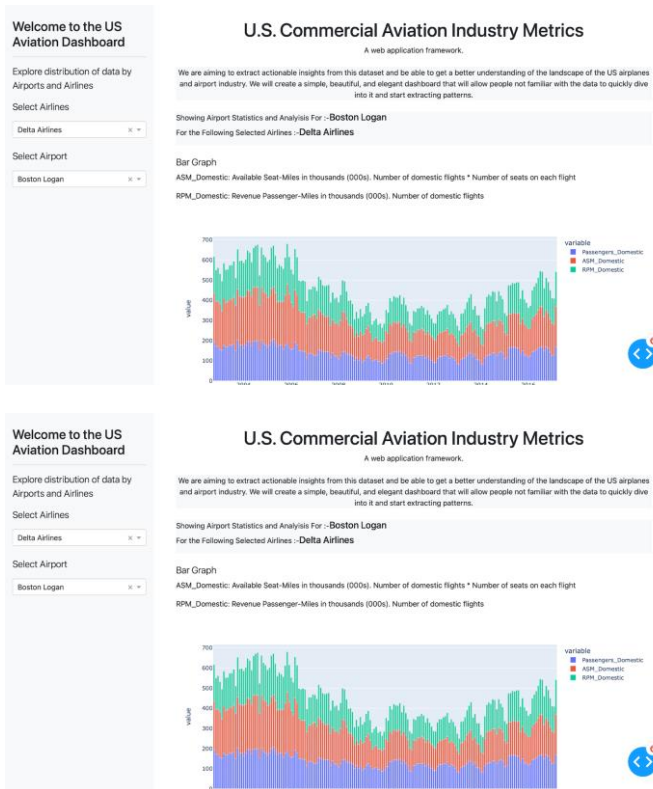 Welcome to the US
Aviation Dashboard
Explore distribution of data by
Airports and Airlines
Select Airlines
Delta Airlines
Select Airport
Boston Logan
U.S. Commercial Aviation Industry Metrics
A web application framework.
We are aiming to extract actionable insights from this dataset and be able to get a better understanding of the landscape of the US airplanes
and airport industry. We will create a simple, beautiful, and elegant dashboard that will allow people not familiar with the data to quickly dive
into it and start extracting patterns.
Showing Airport Statistics and Analyisis For :-Boston Logan
For the Following Selected Airlines :-Delta Airlines
Bar Graph
ASM_Domestic: Available Seat-Miles in thousands (000s). Number of domestic flights * Number of seats on each flight
RPM_Domestic: Revenue Passenger-Miles in thousands (000s). Number of domestic flights
700
600
500
400
300
200
100
0
value
variable
Passengers_Domestic
ASM_Domestic
RPM_Domestic
Welcome to the US
Aviation Dashboard
Explore distribution of data by
Airports and Airlines
Select Airlines
Delta Airlines
Select Airport
Boston Logan
U.S. Commercial Aviation Industry Metrics
A web application framework.
We are aiming to extract actionable insights from this dataset and be able to get a better understanding of the landscape of the US airplanes
and airport industry. We will create a simple, beautiful, and elegant dashboard that will allow people not familiar with the data to quickly dive
into it and start extracting patterns.
Showing Airport Statistics and Analyisis For :-Boston Logan
For the Following Selected Airlines :-Delta Airlines
Bar Graph
ASM_Domestic: Available Seat-Miles in thousands (000s). Number of domestic flights * Number of seats on each flight
RPM_Domestic: Revenue Passenger-Miles in thousands (000s). Number of domestic flights
700
600
500
400
300
200
100
value
variable
Passengers_Domestic
ASM_Domestic
RPM_Domestic